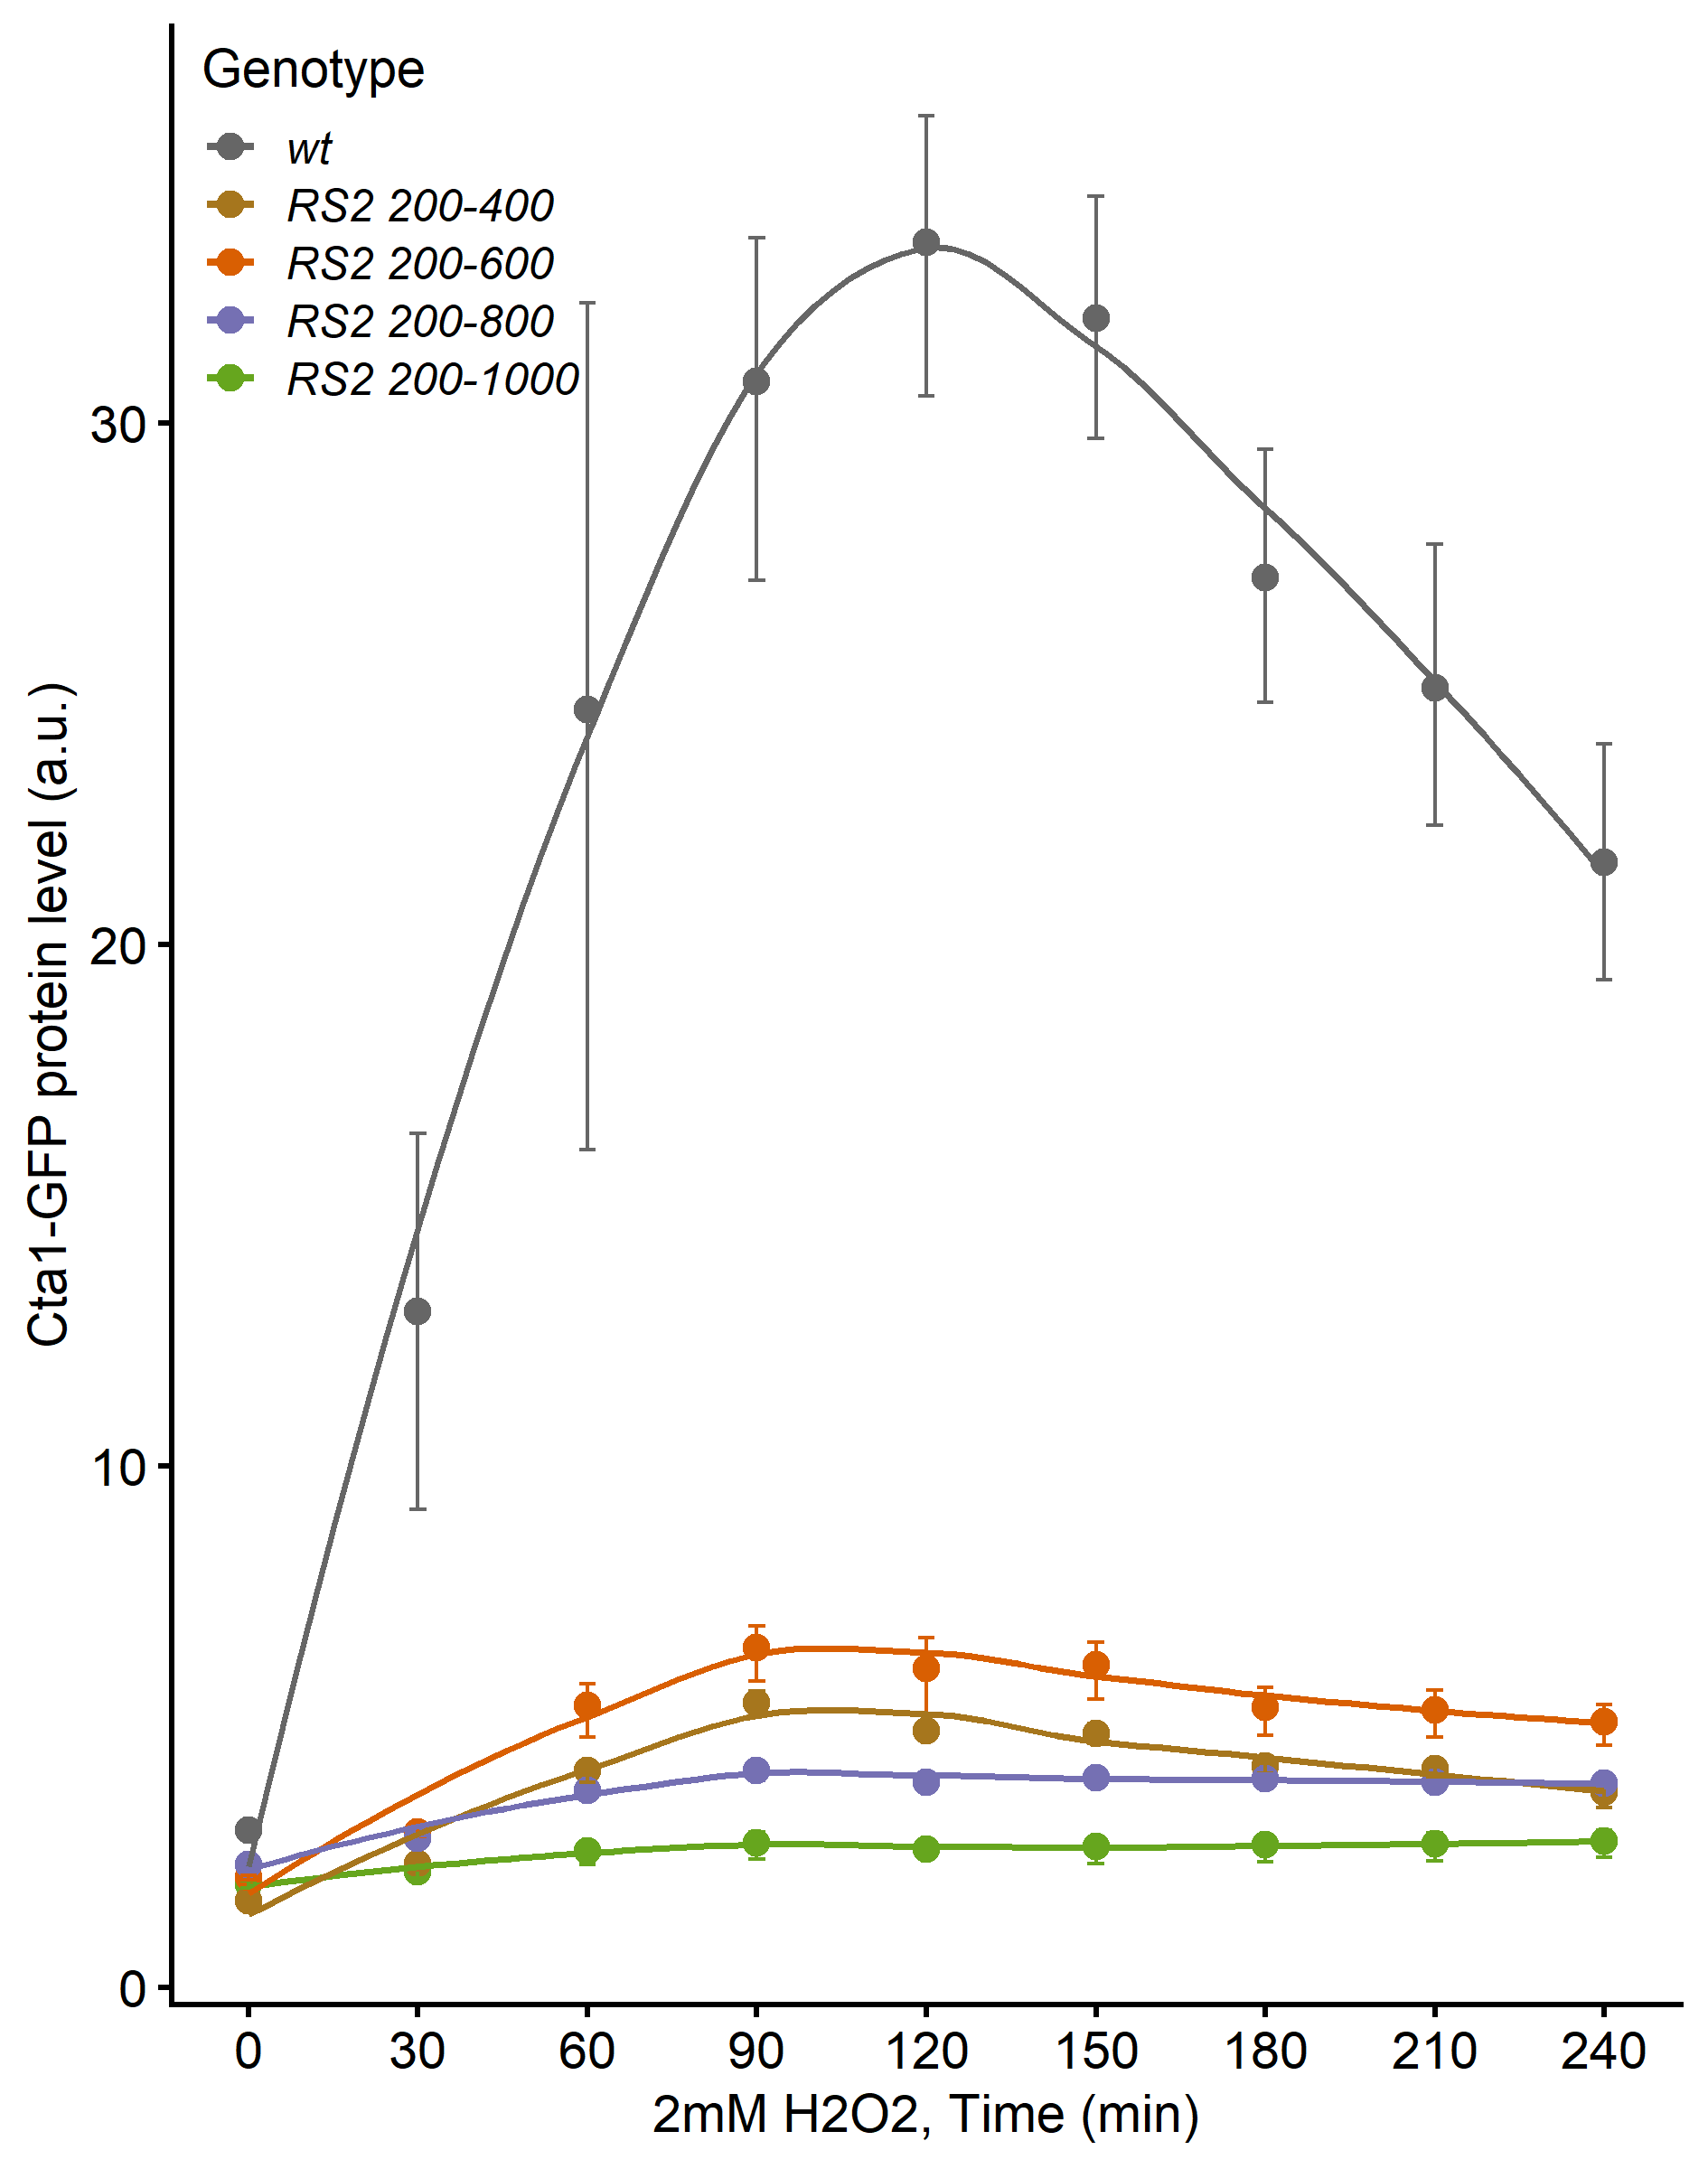 Genotype
wt
RS2 200-400
RS2 200-600
RS2 200-800
RS2 200-1000
Cta1-GFP protein level (a.u.)
30
20
10
0
0 30 60 90 120 150 180 210 240
2mM H2O2, Time (min)